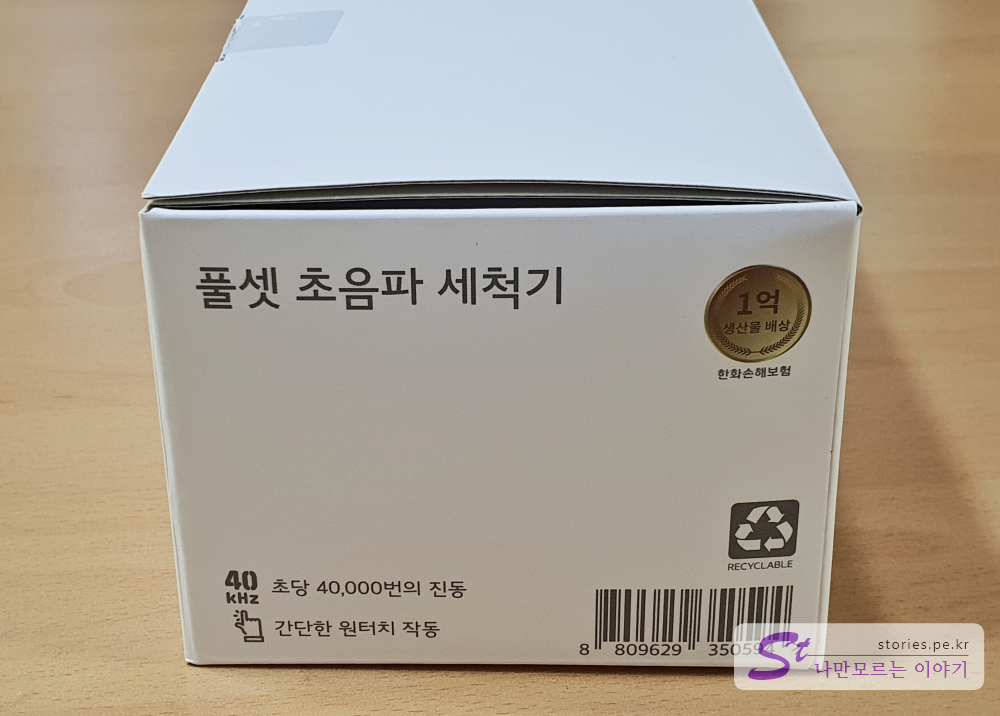 풀셋 초음파 세척기
1억
생산물 배상
한화손해보험
RECYCLABLE
40 kHz
초당 40,000번의 진동
간단한 원터치 작동
8 809629 350594
St
stories.pe.kr
나만모르는 이야기